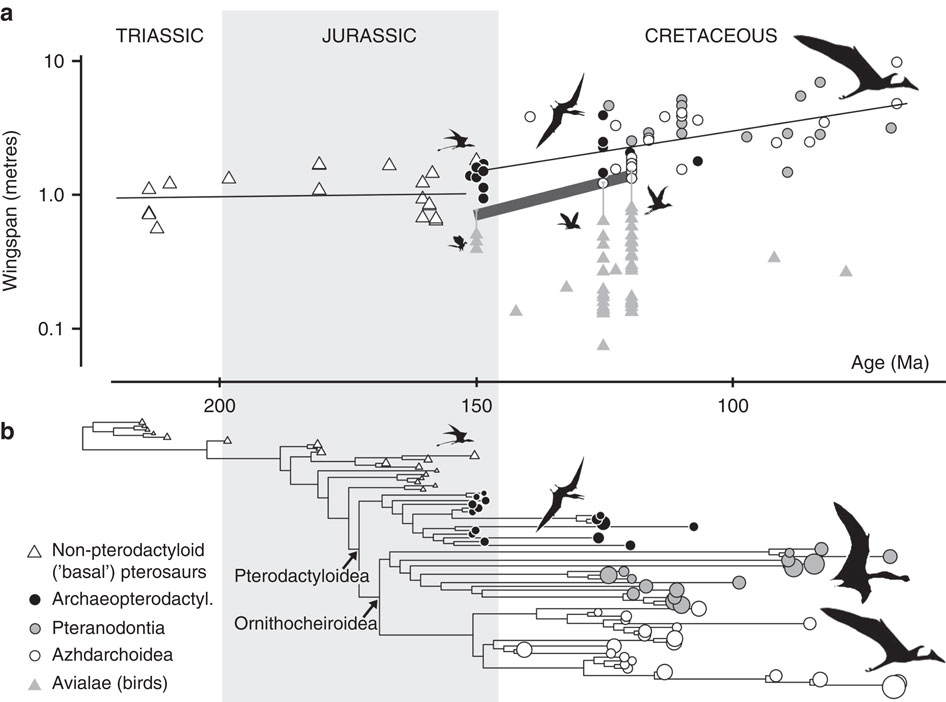 a
TRIASSIC JURASSIC CRETACEOUS
10
1.0
0.1
Wingspan (metres)
Age (Ma)
200 150 100
b
Pterodactyloidea
Ornithocheiroidea
Non-pterodactyloid
('basal') pterosaurs
Archaeopterodactyl.
Pteranodontia
Azhdarchoidea
Avialae (birds)